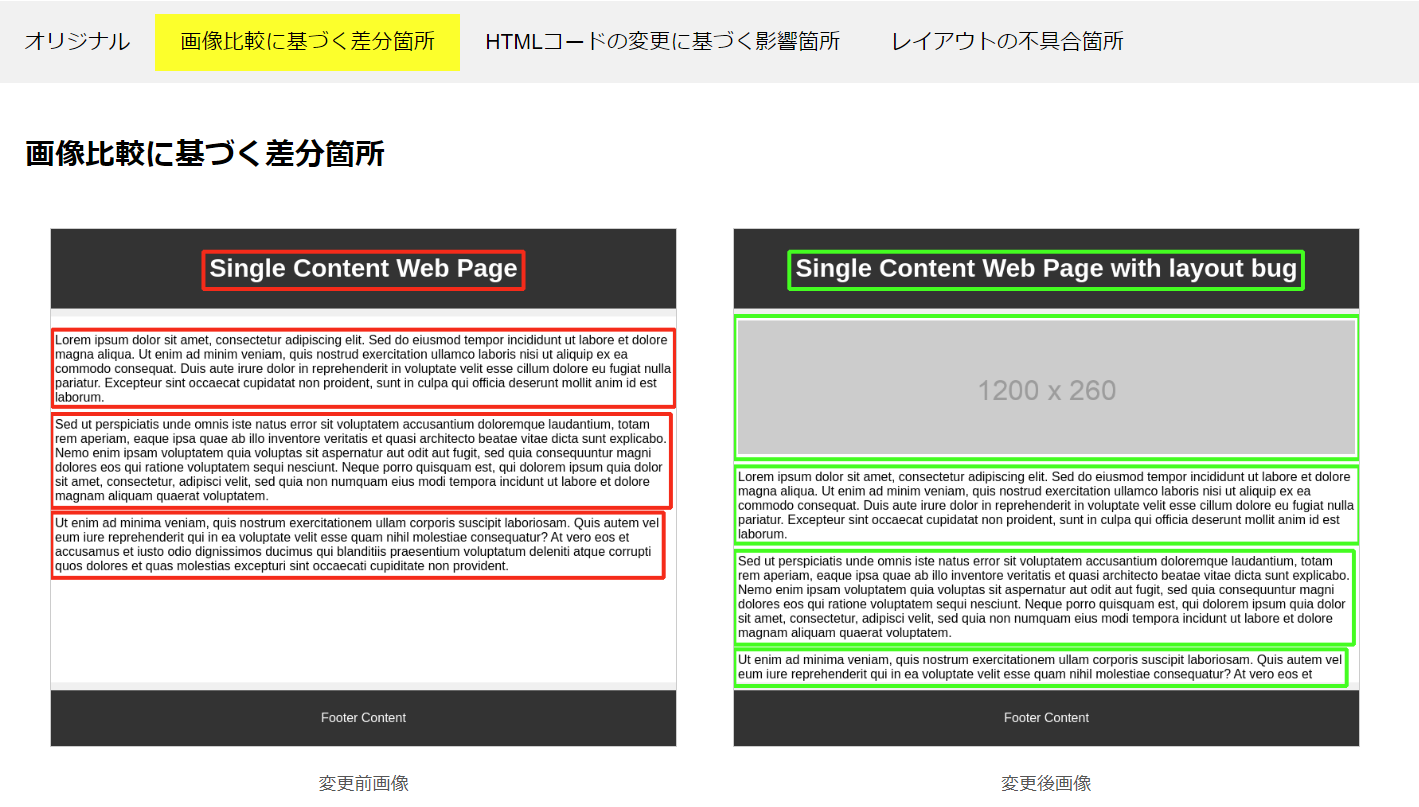 オリジナル 画像比較に基づく差分箇所 HTMLコードの変更に基づく影響箇所 レイアウトの不具合箇所
画像比較に基づく差分箇所
Single Content Web Page
Lorem ipsum dolor sit amet, consectetur adipiscing elit. Sed do eiusmod tempor incididunt ut labore et dolore
magna aliqua. Ut enim ad minim veniam, quis nostrud exercitation ullamco laboris nisi ut aliquip ex ea
commodo consequat. Duis aute irure dolor in reprehenderit in voluptate velit esse cillum dolore eu fugiat nulla
pariatur. Excepteur sint occaecat cupidatat non proident, sunt in culpa qui officia deserunt mollit anim id est
laborum.
Sed ut perspiciatis unde omnis iste natus error sit voluptatem accusantium doloremque laudantium, totam
rem aperiam, eaque ipsa quae ab illo inventore veritatis et quasi architecto beatae vitae dicta sunt explicabo.
Nemo enim ipsam voluptatem quia voluptas sit aspernatur aut odit aut fugit, sed quia consequuntur magni
dolores eos qui ratione voluptatem sequi nesciunt. Neque porro quisquam est, qui dolorem ipsum quia dolor
sit amet, consectetur, adipisci velit, sed quia non numquam eius modi tempora incidunt ut labore et dolore
magnam aliquam quaerat voluptatem.
Ut enim ad minima veniam, quis nostrum exercitationem ullam corporis suscipit laboriosam. Quis autem vel
eum iure reprehenderit qui in ea voluptate velit esse quam nihil molestiae consequatur? At vero eos et
accusamus et iusto odio dignissimos ducimus qui blanditiis praesentium voluptatum deleniti atque corrupti
quos dolores et quas molestias excepturi sint occaecati cupiditate non provident.
Footer Content
変更前画像
Single Content Web Page with layout bug
1200 x 260
Lorem ipsum dolor sit amet, consectetur adipiscing elit. Sed do eiusmod tempor incididunt ut labore et dolore
magna aliqua. Ut enim ad minim veniam, quis nostrud exercitation ullamco laboris nisi ut aliquip ex ea
commodo consequat. Duis aute irure dolor in reprehenderit in voluptate velit esse cillum dolore eu fugiat nulla
pariatur. Excepteur sint occaecat cupidatat non proident, sunt in culpa qui officia deserunt mollit anim id est
laborum.
Sed ut perspiciatis unde omnis iste natus error sit voluptatem accusantium doloremque laudantium, totam
rem aperiam, eaque ipsa quae ab illo inventore veritatis et quasi architecto beatae vitae dicta sunt explicabo.
Nemo enim ipsam voluptatem quia voluptas sit aspernatur aut odit aut fugit, sed quia consequuntur magni
dolores eos qui ratione voluptatem sequi nesciunt. Neque porro quisquam est, qui dolorem ipsum quia dolor
sit amet, consectetur, adipisci velit, sed quia non numquam eius modi tempora incidunt ut labore et dolore
magnam aliquam quaerat voluptatem.
Ut enim ad minima veniam, quis nostrum exercitationem ullam corporis suscipit laboriosam. Quis autem vel
eum iure reprehenderit qui in ea voluptate velit esse quam nihil molestiae consequatur? At vero eos et
Footer Content
変更後画像